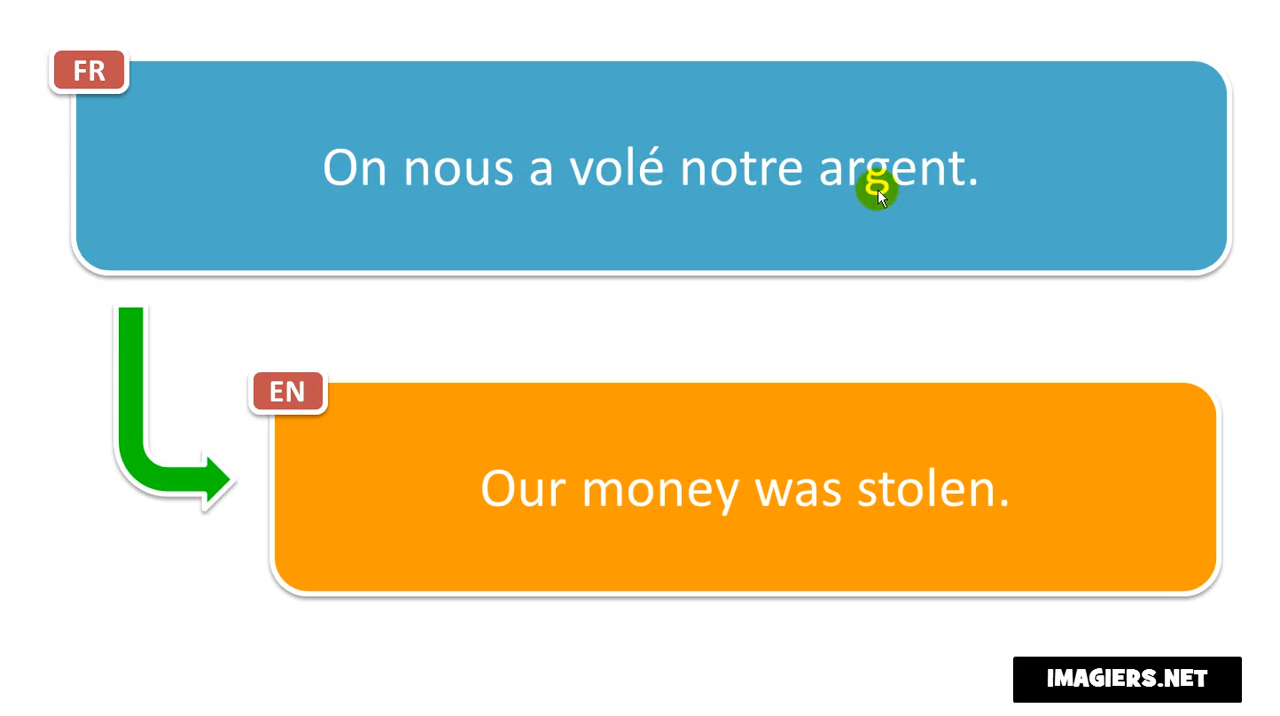 FR
On nous a volé notre argent.
EN
Our money was stolen.
IMAGIERS.NET